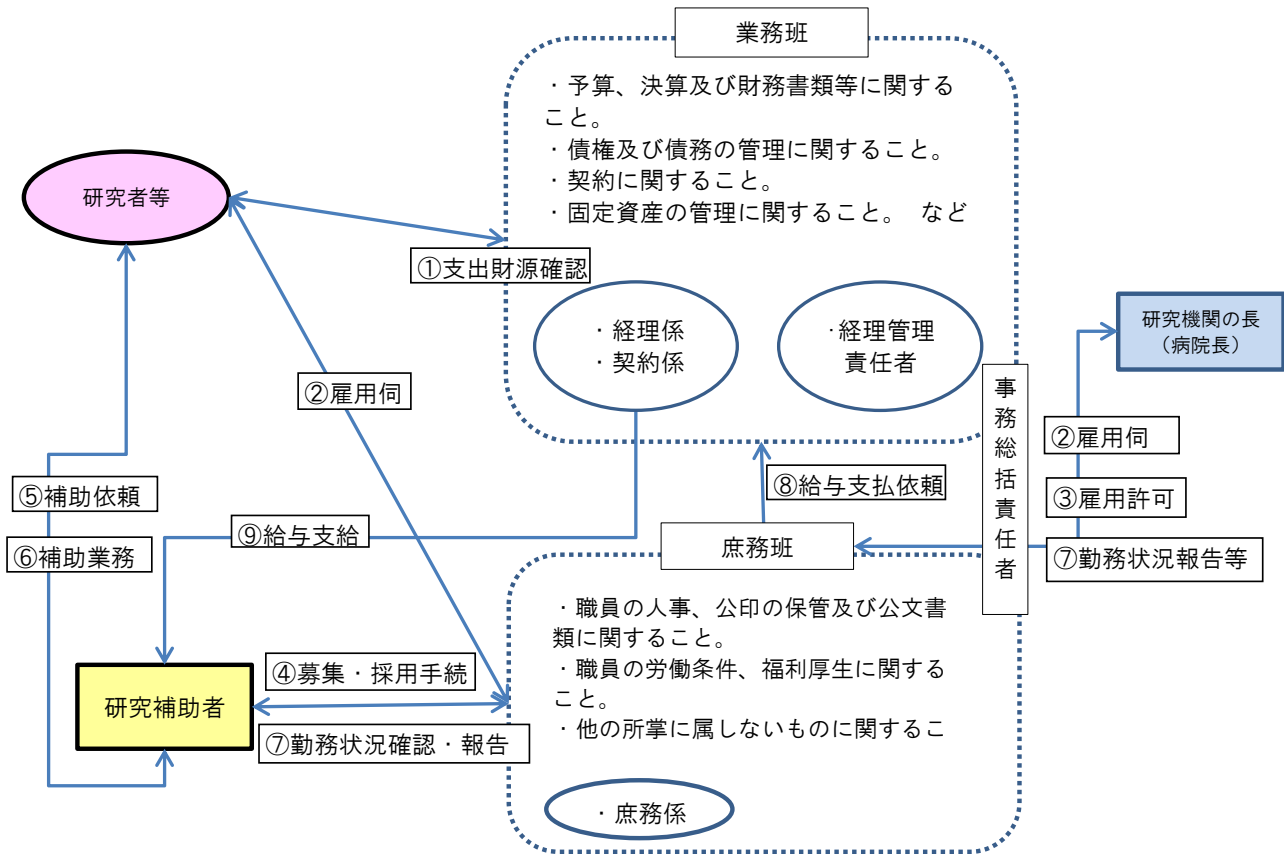 業務班
・予算、決算及び財務書類等に関する
こと。
・債権及び債務の管理に関すること。
・契約に関すること。
・固定資産の管理に関すること。 など
研究者等
①支出財源確認
・経理係
・契約係
・経理管理
責任者
研究機関の長
（病院長）
②雇用伺
事務総括責任者
②雇用伺
⑤補助依頼
⑧給与支払依頼
③雇用許可
⑨給与支給
⑥補助業務
庶務班
⑦勤務状況報告等
・職員の人事、公印の保管及び公文書
類に関すること。
・職員の労働条件、福利厚生に関する
こと。
・他の所掌に属しないものに関するこ
④募集・採用手続
研究補助者
⑦勤務状況確認・報告
・庶務係